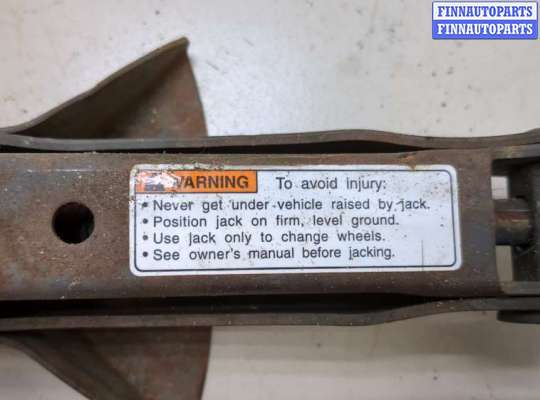 FINNAUTOPARTS
FINNAUTOPARTS
WARNING To avoid injury:
• Never get under vehicle raised by jack.
• Position jack on firm, level ground.
• Use jack only to change wheels.
• See owner's manual before jacking.